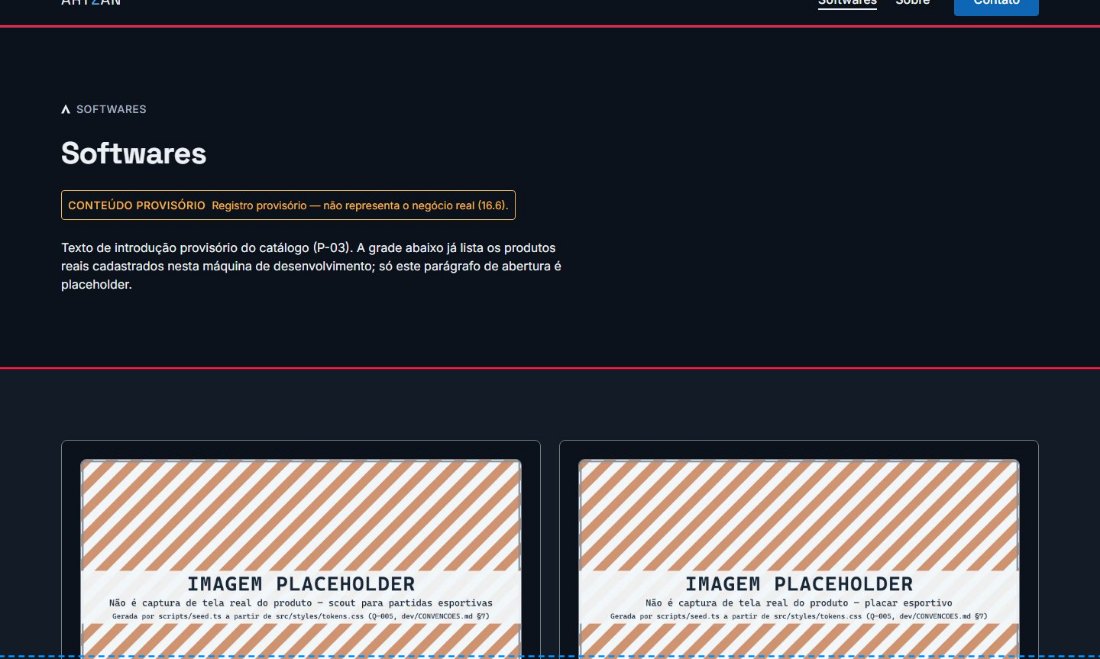 ARTZAN
Softwares Sobre Contato
SOFTWARES
Softwares
CONTEÚDO PROVISÓRIO Registro provisório — não representa o negócio real (16.6).
Texto de introdução provisório do catálogo (P-03). A grade abaixo já lista os produtos
reais cadastrados nesta máquina de desenvolvimento; só este parágrafo de abertura é
placeholder.
IMAGEM PLACEHOLDER
Não é captura de tela real do produto — scout para partidas esportivas
Gerada por scripts/seed.ts a partir de src/styles/tokens.css (Q-005, dev/CONVENCOES.md §7)
IMAGEM PLACEHOLDER
Não é captura de tela real do produto — placar esportivo
Gerada por scripts/seed.ts a partir de src/styles/tokens.css (Q-005, dev/CONVENCOES.md §7)